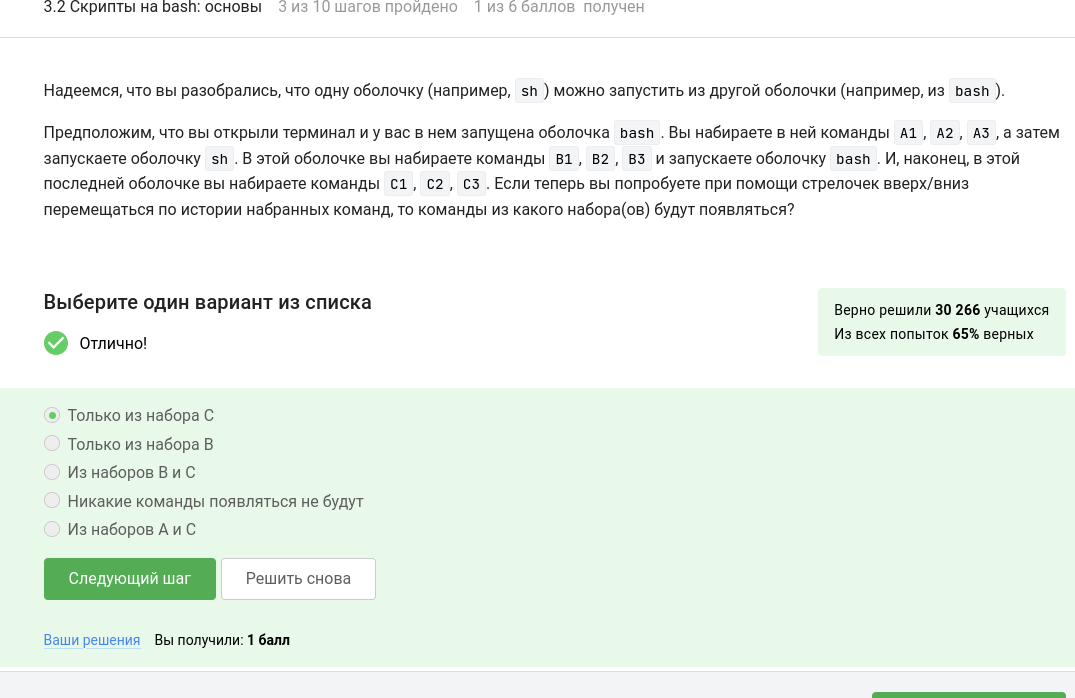 3.2 Скрипты на bash: основы 3 из 10 шагов пройдено 1 из 6 баллов получен
Надеемся, что вы разобрались, что одну оболочку (например, sh) можно запустить из другой оболочки (например, из bash).
Предположим, что вы открыли терминал и у вас в нем запущена оболочка bash. Вы набираете в ней команды A1, A2, A3, а затем
запускаете оболочку sh. В этой оболочке вы набираете команды B1, B2, B3 и запускаете оболочку bash. И, наконец, в этой
последней оболочке вы набираете команды C1, C2, C3. Если теперь вы попробуете при помощи стрелочек вверх/вниз
перемещаться по истории набранных команд, то команды из какого набора(ов) будут появляться?
Выберите один вариант из списка
Отлично!
Верно решили 30 266 учащихся
Из всех попыток 65% верных
Только из набора C
Только из набора B
Из наборов B и C
Никакие команды появляться не будут
Из наборов A и C
Следующий шаг Решить снова
Ваши решения Вы получили: 1 балл